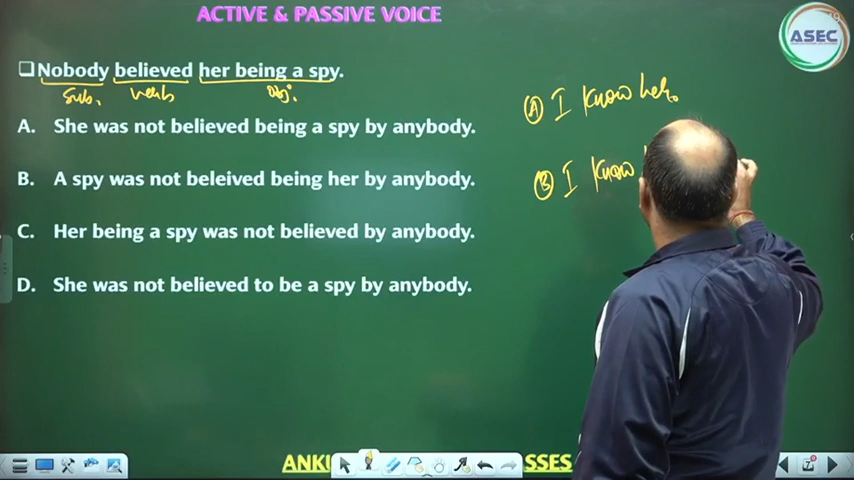 ACTIVE & PASSIVE VOICE
ASEC
❑Nobody believed her being a spy.
Sub. verb obj.
A. She was not believed being a spy by anybody.
B. A spy was not beleived being her by anybody.
C. Her being a spy was not believed by anybody.
D. She was not believed to be a spy by anybody.
Ⓐ I know her.
Ⓑ I know
ANKU
SSES